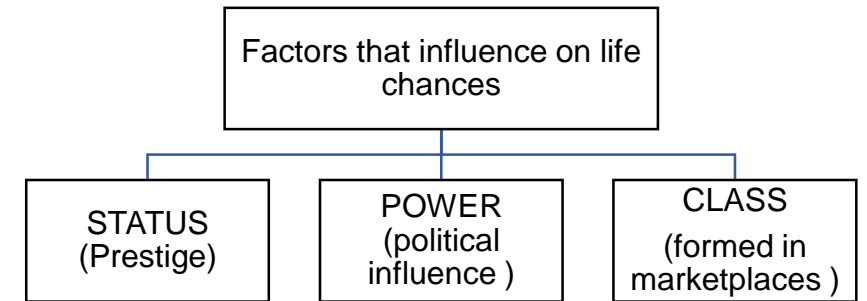 Factors that influence on life
chances
STATUS
(Prestige)
POWER
(political
influence )
CLASS
(formed in
marketplaces )